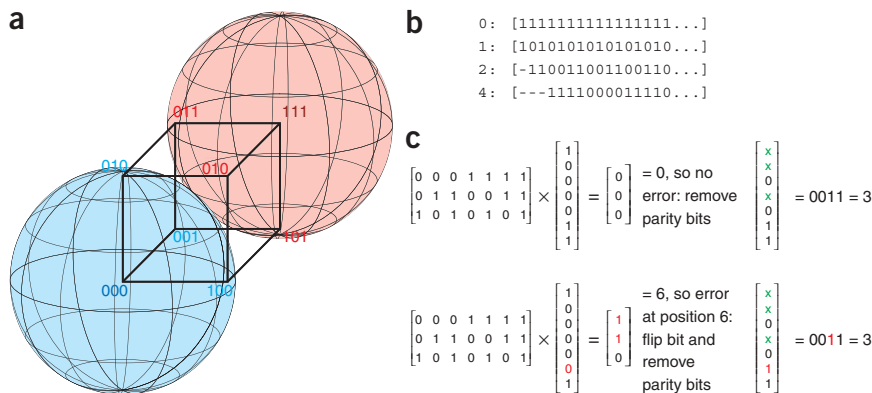 a
011
111
010
010
001
101
000
100
b
0: [1111111111111111...]
1: [1010101010101010...]
2: [-110011001100110...]
4: [---1111000011110...]
c
0 0 0 1 1 1 1
0 1 1 0 0 1 1
1 0 1 0 1 0 1
×
1
0
0
0
0
1
1
=
0
0
0
= 0, so no
error: remove
parity bits
x
x
0
x
0
1
1
= 0011 = 3
0 0 0 1 1 1 1
0 1 1 0 0 1 1
1 0 1 0 1 0 1
×
1
0
0
0
0
0
1
=
1
1
0
= 6, so error
at position 6:
flip bit and
remove
parity bits
x
x
0
x
0
1
1
= 0011 = 3